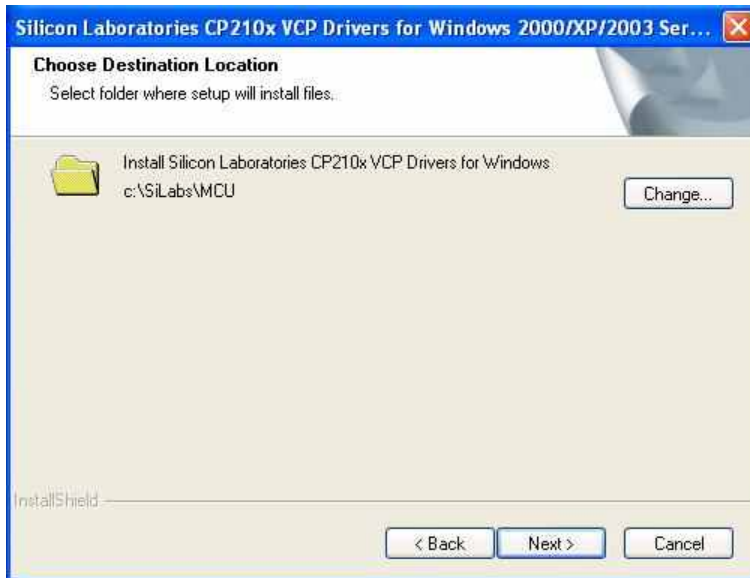 Silicon Laboratories CP210x VCP Drivers for Windows 2000/XP/2003 Ser...
Choose Destination Location
Select folder where setup will install files.
Install Silicon Laboratories CP210x VCP Drivers for Windows
c:\SiLabs\MCU
Change...
InstallShield
< Back
Next >
Cancel